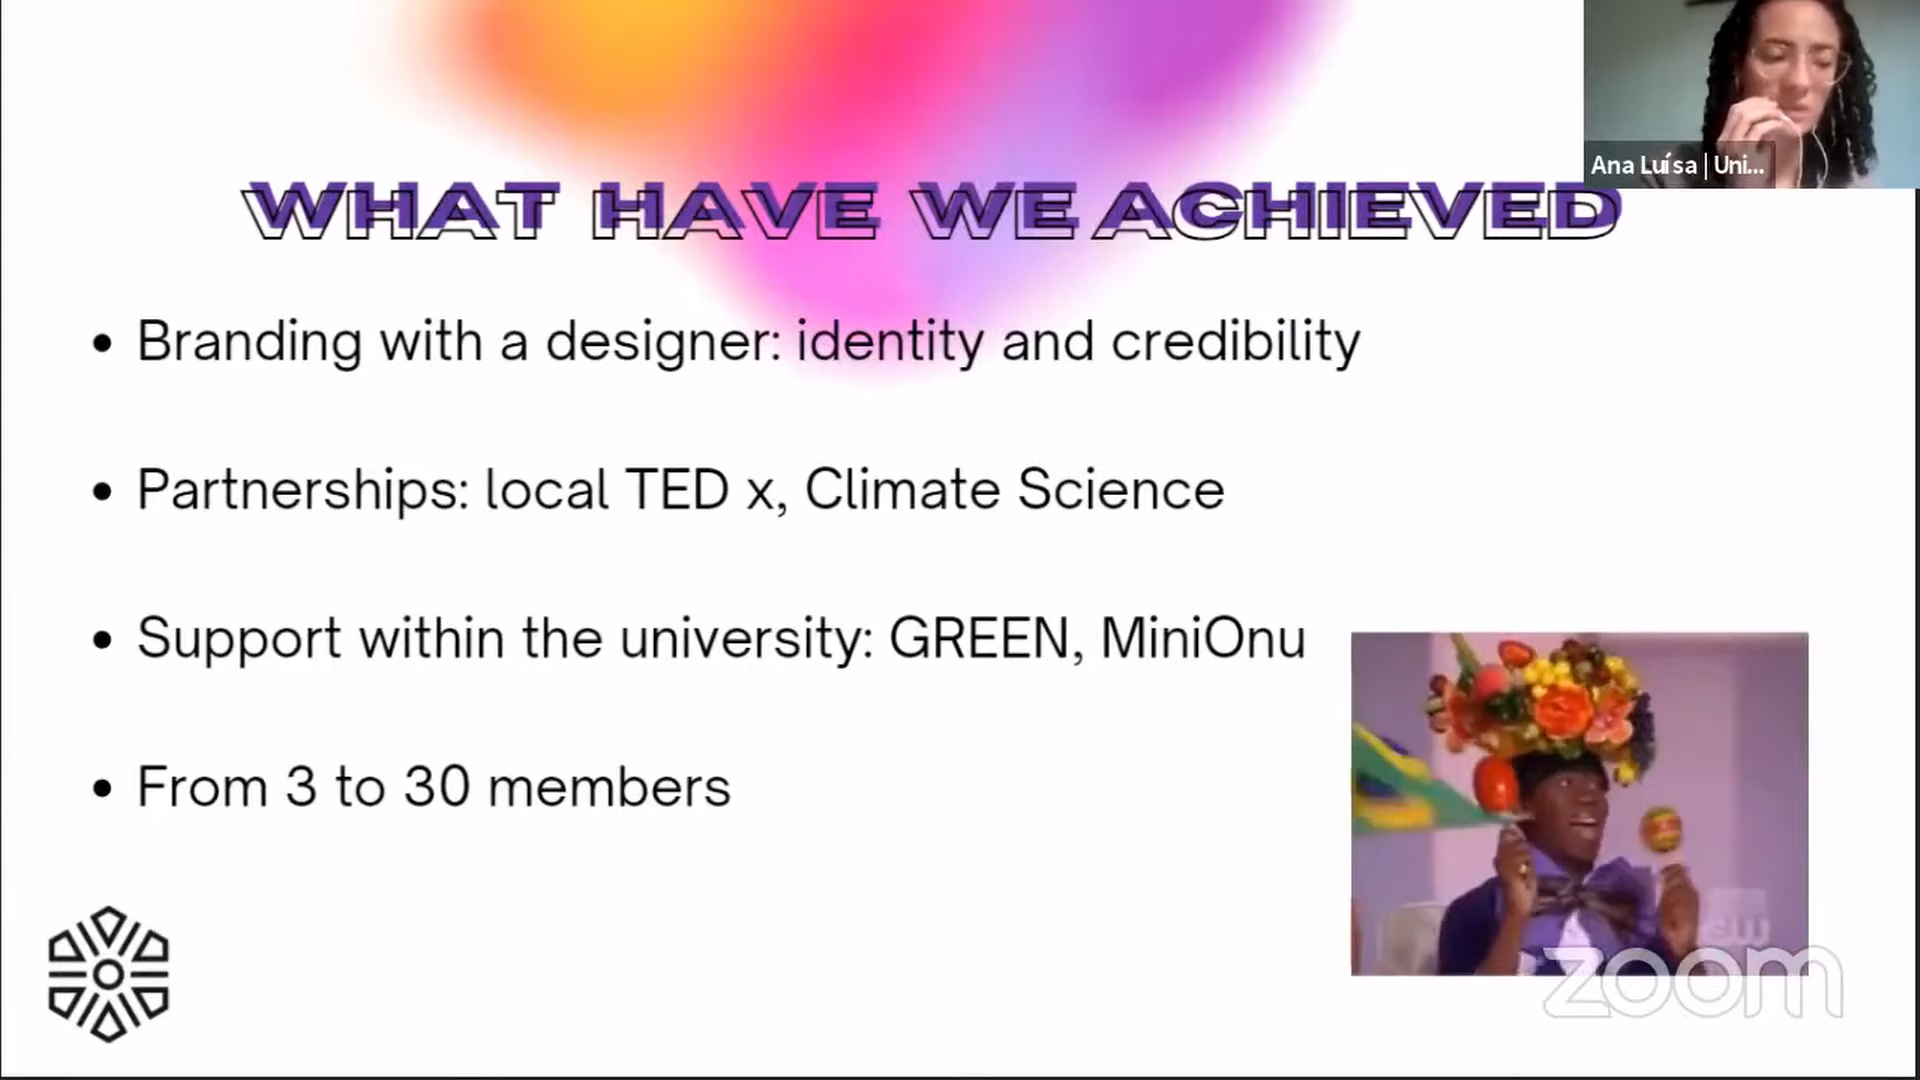 Ana Luísa | Uni...
WHAT HAVE WE ACHIEVED
• Branding with a designer: identity and credibility
• Partnerships: local TED x, Climate Science
• Support within the university: GREEN, MiniOnu
• From 3 to 30 members
zoom